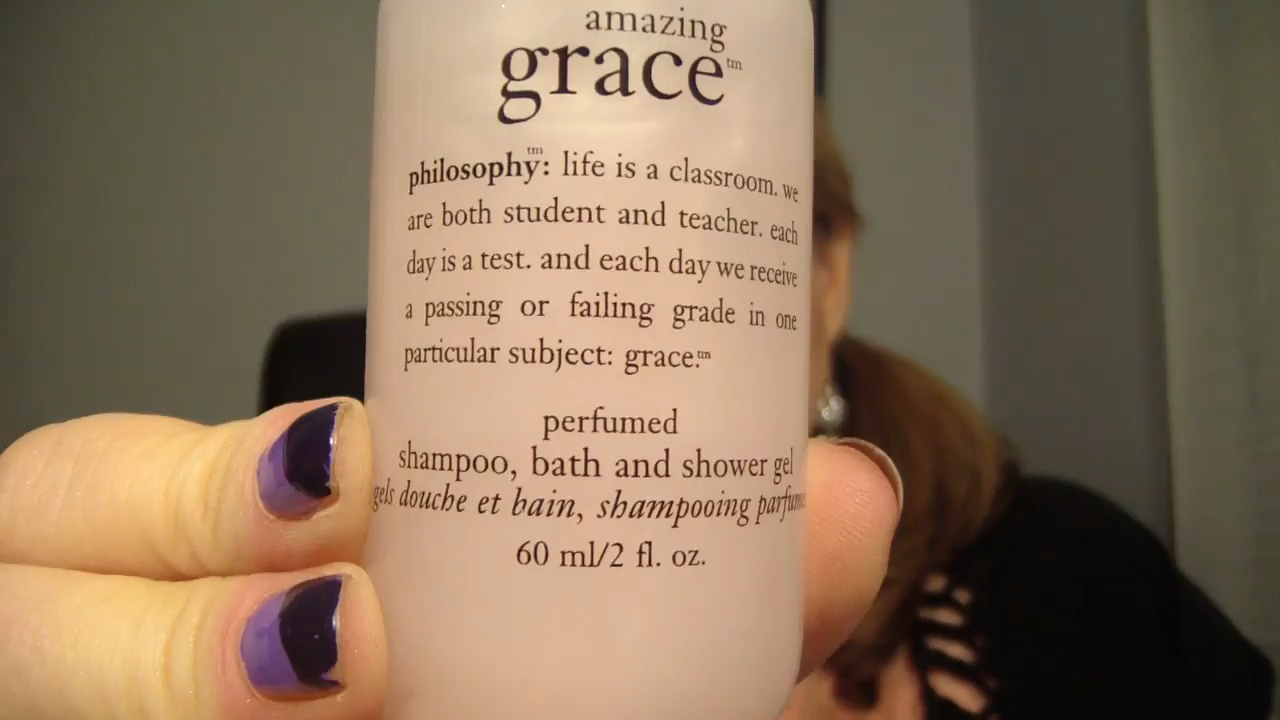 amazing
grace™
philosophy™: life is a classroom. we
are both student and teacher. each
day is a test. and each day we receive
a passing or failing grade in one
particular subject: grace.™
perfumed
shampoo, bath and shower gel
gels douche et bain, shampooing
60 ml/2 fl. oz.